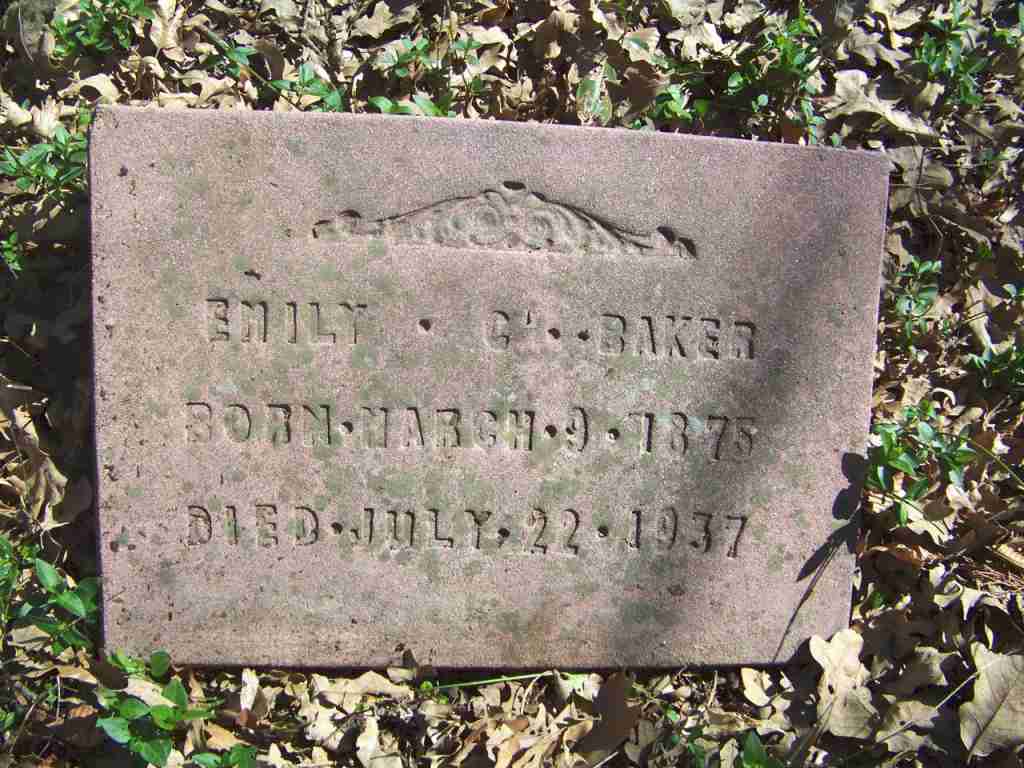 EMILY • C • BAKER
BORN • MARCH • 9 • 1875
DIED • JULY • 22 • 1937